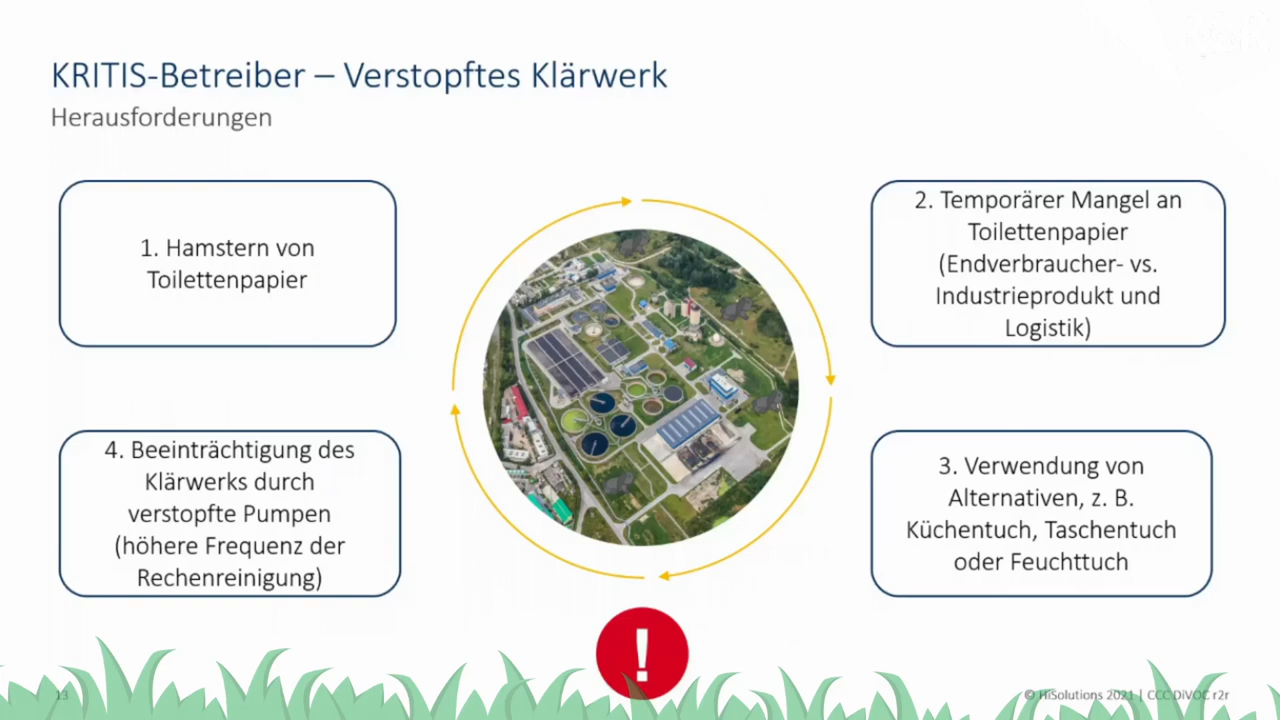 KRITIS-Betreiber – Verstopftes Klärwerk
Herausforderungen
1. Hamstern von
Toilettenpapier
2. Temporärer Mangel an
Toilettenpapier
(Endverbraucher- vs.
Industrieprodukt und
Logistik)
4. Beeinträchtigung des
Klärwerks durch
verstopfte Pumpen
(höhere Frequenz der
Rechenreinigung)
3. Verwendung von
Alternativen, z. B.
Küchentuch, Taschentuch
oder Feuchttuch
!
13
© HiSolutions 2021 | CCC DiVOC r2r